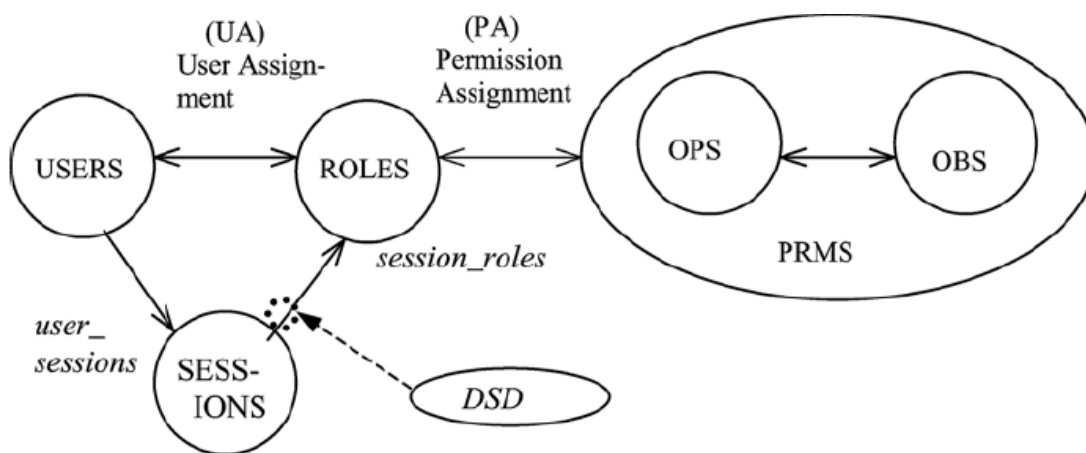 (UA)
User Assign-
ment
(PA)
Permission
Assignment
USERS
ROLES
OPS
OBS
PRMS
session_roles
user_
sessions
SESS-
IONS
DSD